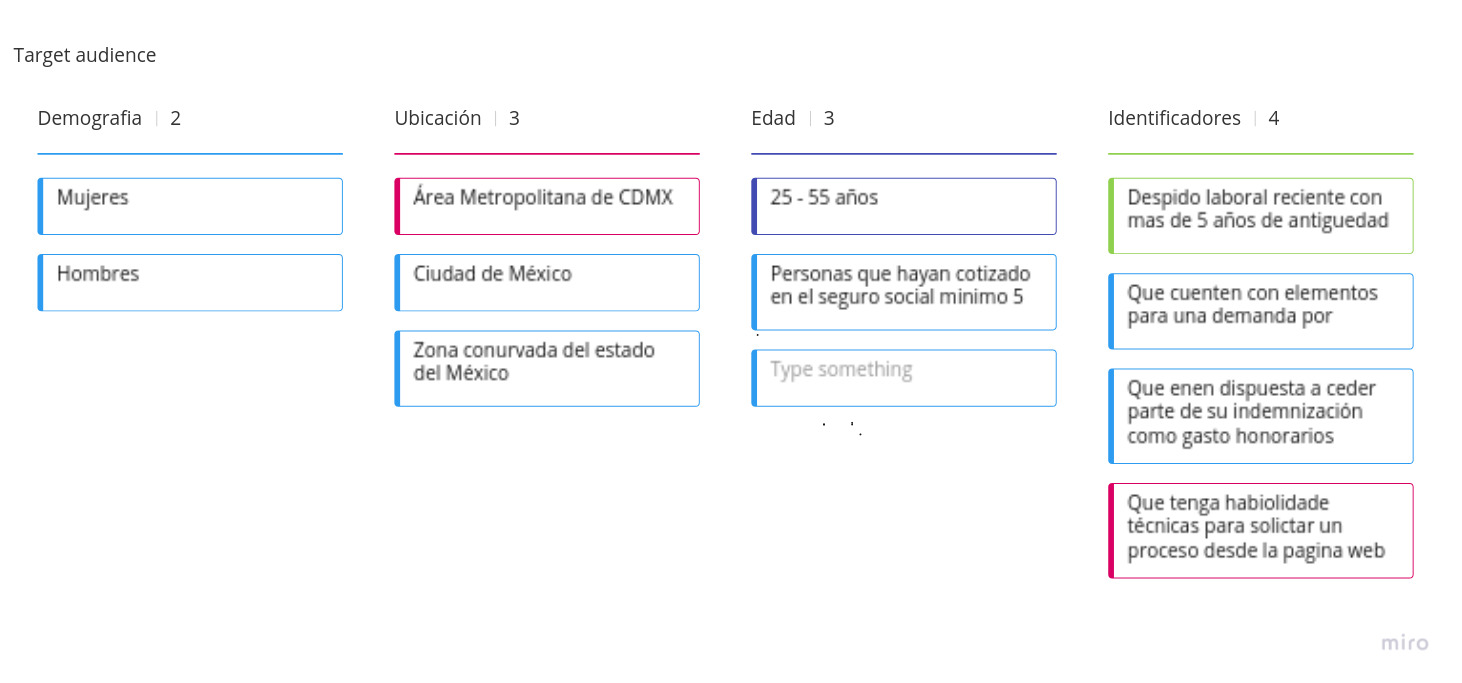 Target audience
Demografia | 2
Mujeres
Hombres
Ubicación | 3
Área Metropolitana de CDMX
Ciudad de México
Zona conurvada del estado
del México
Edad | 3
25 - 55 años
Personas que hayan cotizado
en el seguro social minimo 5
Type something
Identificadores | 4
Despido laboral reciente con
mas de 5 años de antiguedad
Que cuenten con elementos
para una demanda por
Que enen dispuesta a ceder
parte de su indemnización
como gasto honorarios
Que tenga habiolidade
técnicas para solictar un
proceso desde la pagina web
miro